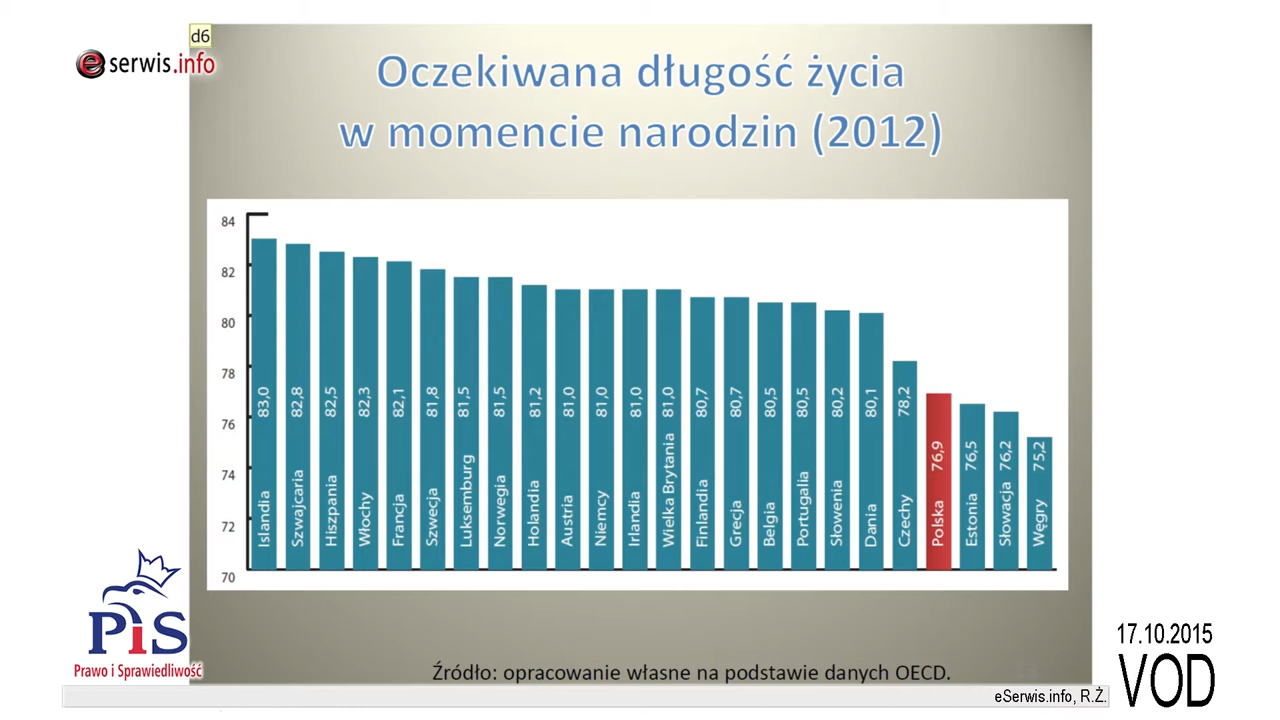 d6
e serwis.info
Oczekiwana długość życia
w momencie narodzin (2012)
84
82
80
78
76
74
72
70
Islandia 83,0
Szwajcaria 82,8
Hiszpania 82,5
Włochy 82,3
Francja 82,1
Szwecja 81,8
Luksemburg 81,5
Norwegia 81,5
Holandia 81,2
Austria 81,0
Niemcy 81,0
Irlandia 81,0
Wielka Brytania 81,0
Finlandia 80,7
Grecja 80,7
Belgia 80,5
Portugalia 80,5
Słowenia 80,2
Dania 80,1
Czechy 78,2
Polska 76,9
Estonia 76,5
Słowacja 76,2
Węgry 75,2
PiS
Prawo i Sprawiedliwość
Źródło: opracowanie własne na podstawie danych OECD.
17.10.2015
VOD
eSerwis.info, R.Ż.